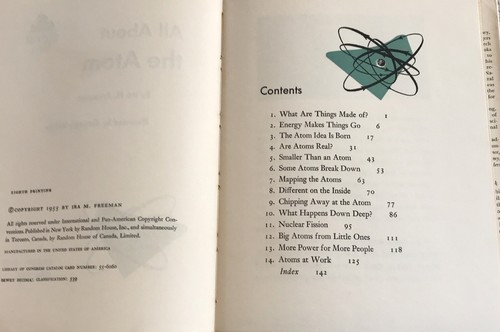 EIGHTH PRINTING
© COPYRIGHT 1955 BY IRA M. FREEMAN
All rights reserved under International and Pan-American Copyright Con-
ventions. Published in New York by Random House, Inc., and simultaneously
in Toronto, Canada, by Random House of Canada, Limited.
MANUFACTURED IN THE UNITED STATES OF AMERICA
LIBRARY OF CONGRESS CATALOG CARD NUMBER: 55-6060
DEWEY DECIMAL CLASSIFICATION: 539
Contents
1. What Are Things Made of? 1
2. Energy Makes Things Go 6
3. The Atom Idea Is Born 17
4. Are Atoms Real? 31
5. Smaller Than an Atom 43
6. Some Atoms Break Down 53
7. Mapping the Atoms 63
8. Different on the Inside 70
9. Chipping Away at the Atom 77
10. What Happens Down Deep? 86
11. Nuclear Fission 95
12. Big Atoms from Little Ones 111
13. More Power for More People 118
14. Atoms at Work 125
Index 142